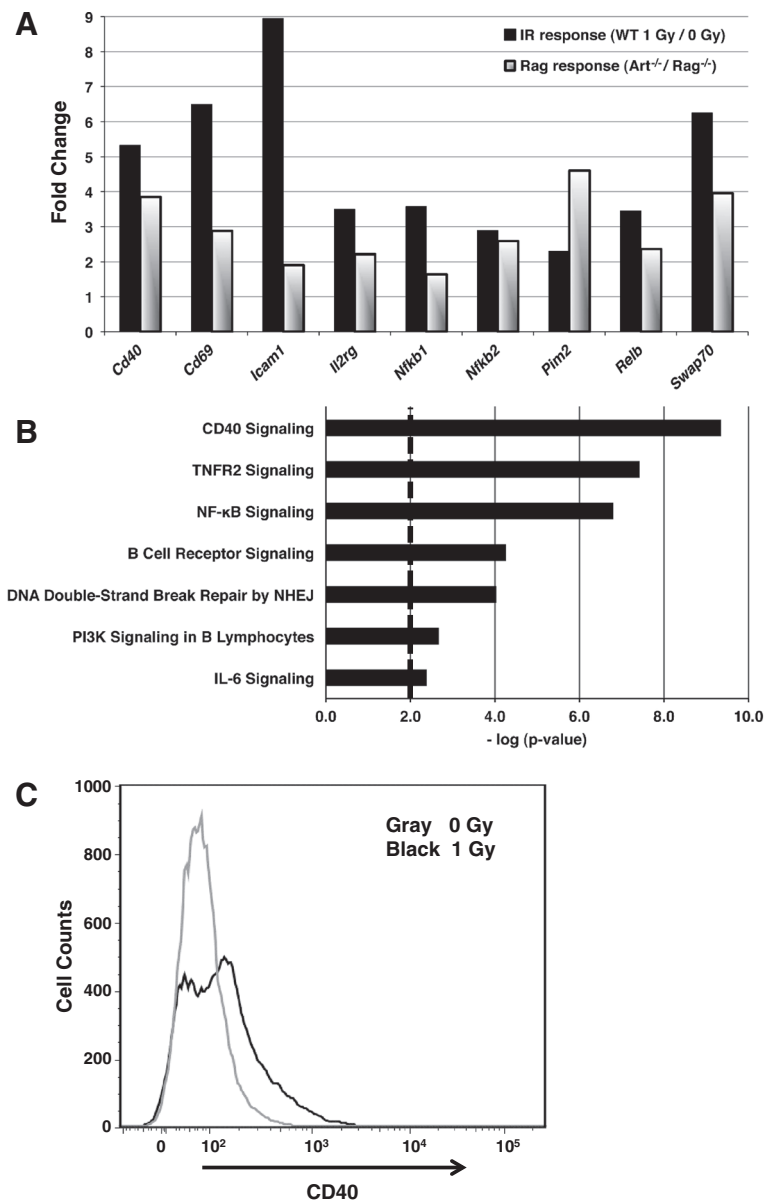 A
9
8
7
6
5
4
3
2
1
0
Fold Change
IR response (WT 1 Gy / 0 Gy)
Rag response (Art-/-/ Rag-/-)
Cd40 Cd69 Icam1 Il2rg Nfkb1 Nfkb2 Pim2 Relb Swap70
B
CD40 Signaling
TNFR2 Signaling
NF-κB Signaling
B Cell Receptor Signaling
DNA Double-Strand Break Repair by NHEJ
PI3K Signaling in B Lymphocytes
IL-6 Signaling
0.0 2.0 4.0 6.0 8.0 10.0
- log (p-value)
C
1000
800
600
400
200
0
Cell Counts
Gray 0 Gy
Black 1 Gy
0 10² 10³ 10⁴ 10⁵
CD40